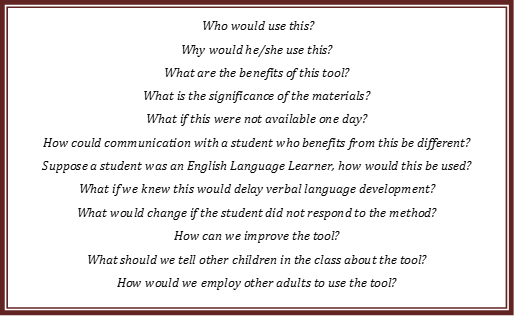 Who would use this?
Why would he/she use this?
What are the benefits of this tool?
What is the significance of the materials?
What if this were not available one day?
How could communication with a student who benefits from this be different?
Suppose a student was an English Language Learner, how would this be used?
What if we knew this would delay verbal language development?
What would change if the student did not respond to the method?
How can we improve the tool?
What should we tell other children in the class about the tool?
How would we employ other adults to use the tool?